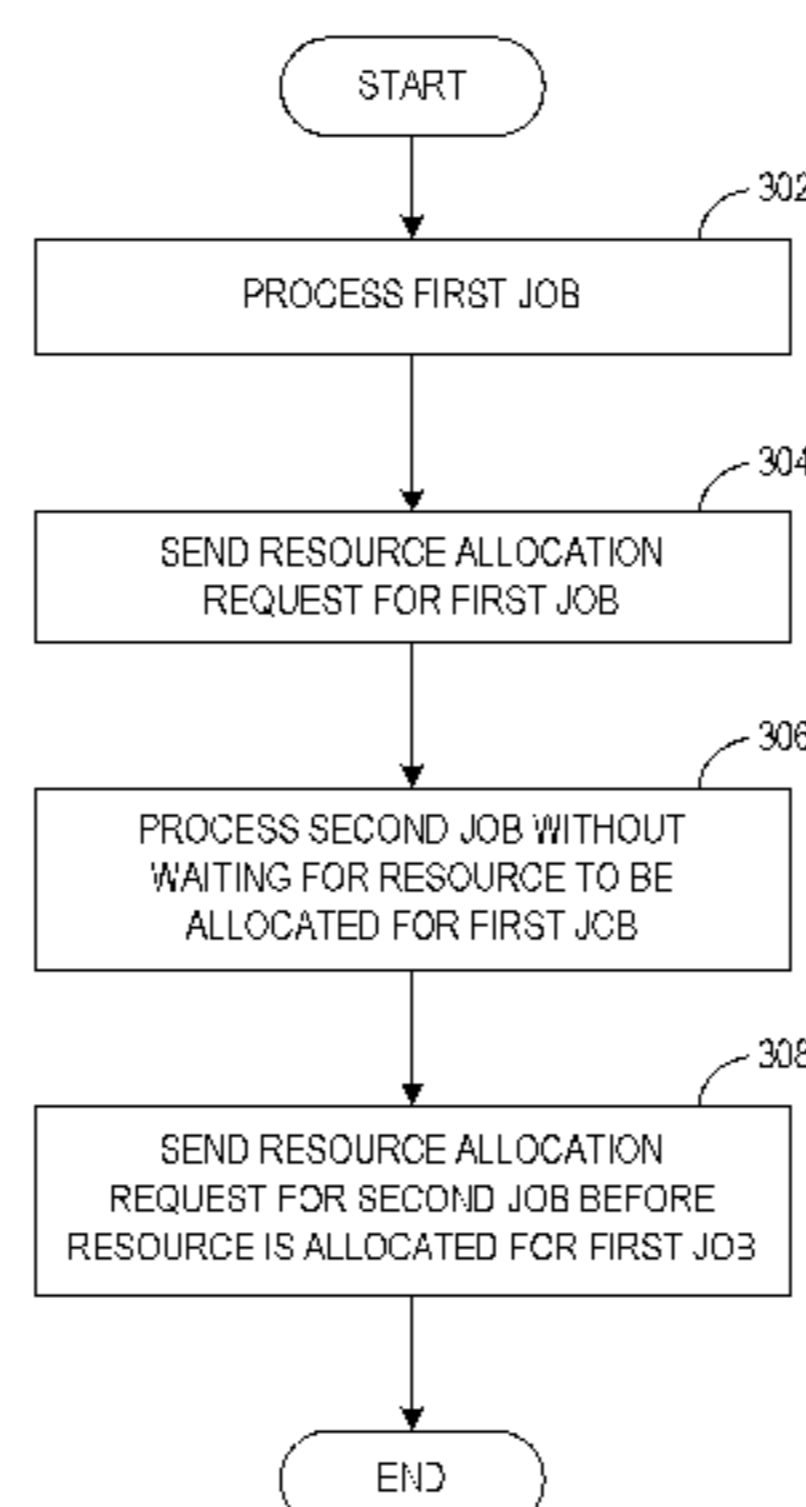 START
302
PROCESS FIRST JOB
304
SEND RESOURCE ALLOCATION
REQUEST FOR FIRST JOB
306
PROCESS SECOND JOB WITHOUT
WAITING FOR RESOURCE TO BE
ALLOCATED FOR FIRST JOB
308
SEND RESOURCE ALLOCATION
REQUEST FOR SECOND JOB BEFORE
RESOURCE IS ALLOCATED FOR FIRST JOB
END